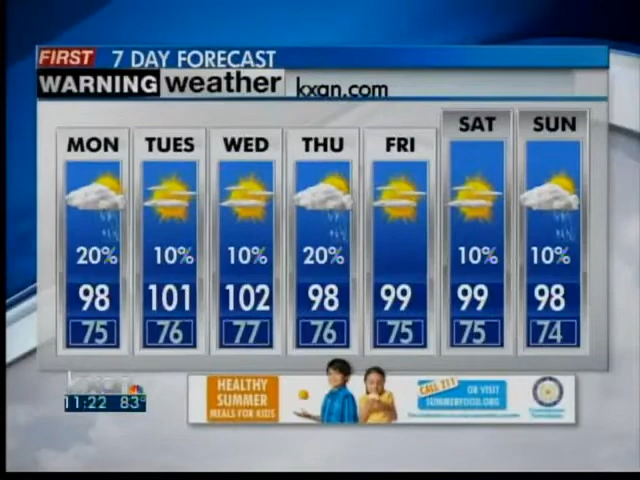 FIRST 7 DAY FORECAST
WARNING weather kxan.com
MON TUES WED THU FRI SAT SUN
20% 10% 10% 20% 10% 10%
98 101 102 98 99 99 98
75 76 77 76 75 75 74
kxan
11:22 83°
HEALTHY
SUMMER
MEALS FOR KIDS
CALL 211 OR VISIT
SUMMERFOOD.ORG